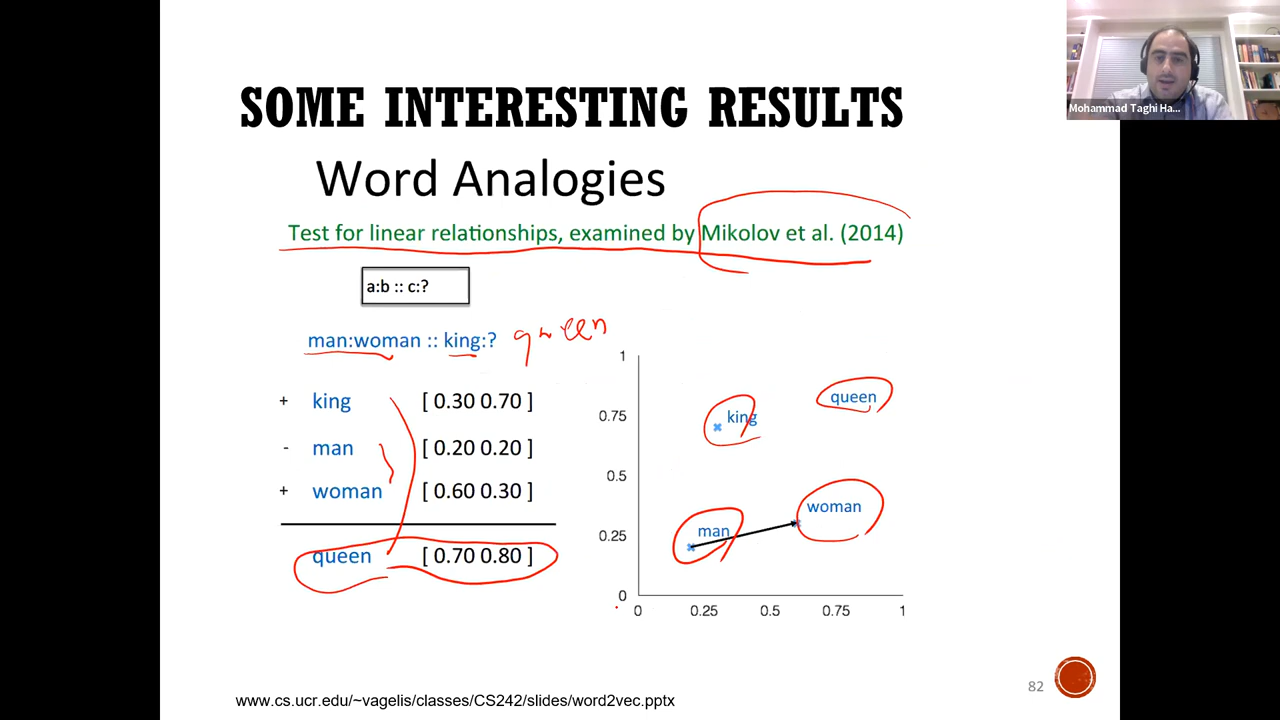 Mohammad Taghi Ha...
SOME INTERESTING RESULTS
Word Analogies
Test for linear relationships, examined by Mikolov et al. (2014)
a:b :: c:?
man:woman :: king:? queen
+ king [ 0.30 0.70 ]
- man [ 0.20 0.20 ]
+ woman [ 0.60 0.30 ]
queen [ 0.70 0.80 ]
1
0.75
0.5
0.25
0
king
queen
woman
man
0 0.25 0.5 0.75 1
82
www.cs.ucr.edu/~vagelis/classes/CS242/slides/word2vec.pptx